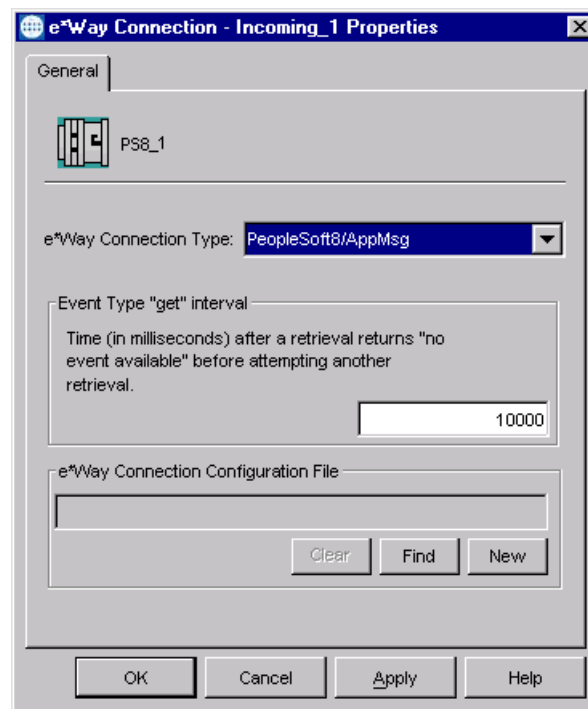 e*Way Connection - Incoming_1 Properties
General
PS8_1
e*Way Connection Type: PeopleSoft8/AppMsg
Event Type "get" interval
Time (in milliseconds) after a retrieval returns "no
event available" before attempting another
retrieval.
10000
e*Way Connection Configuration File
Clear Find New
OK Cancel Apply Help